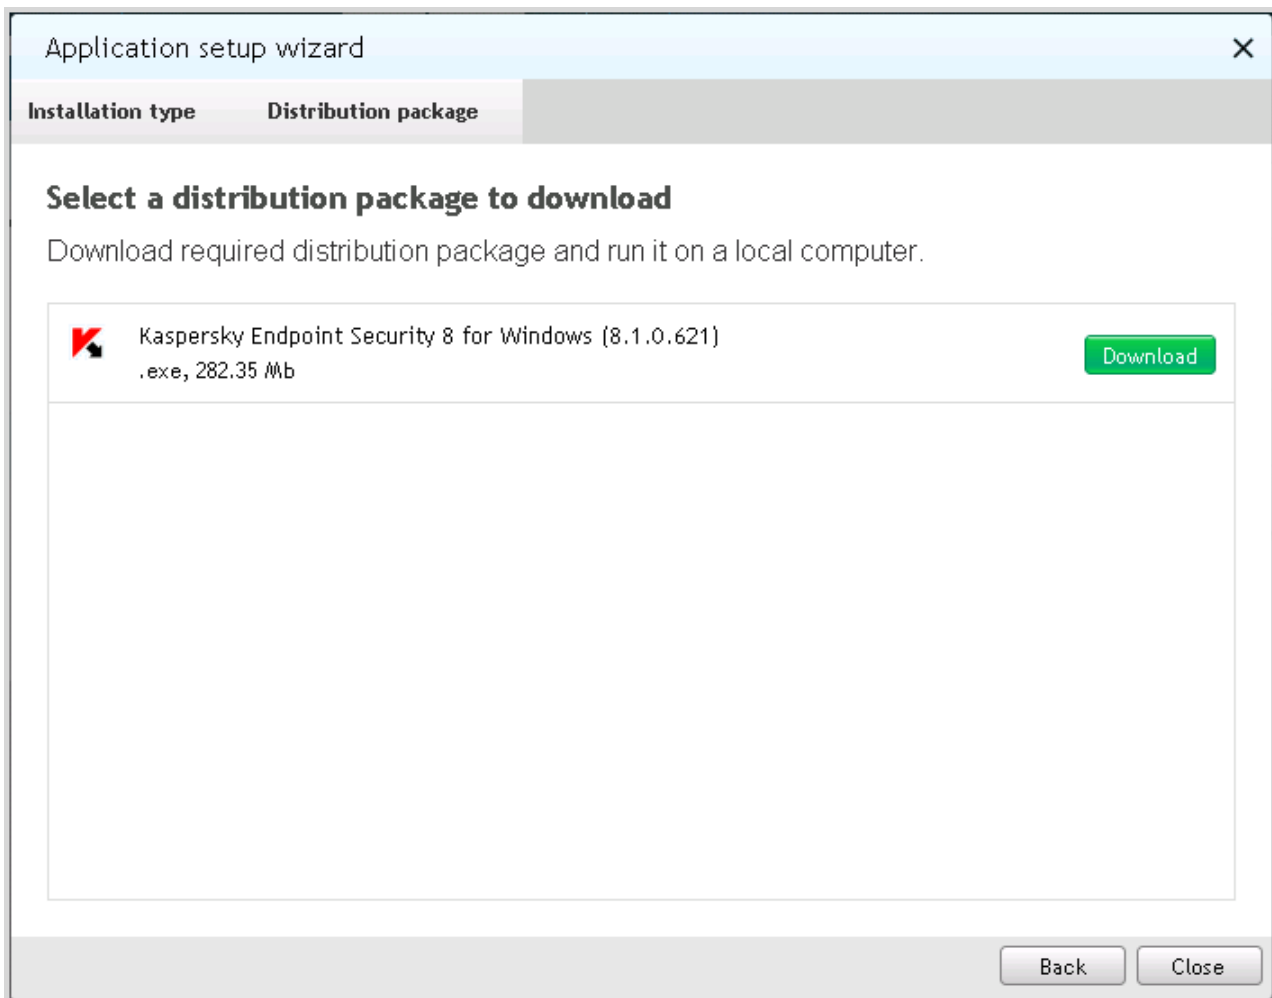 Application setup wizard
Installation type Distribution package
Select a distribution package to download
Download required distribution package and run it on a local computer.
Kaspersky Endpoint Security 8 for Windows (8.1.0.621)
.exe, 282.35 Mb
Download
Back Close